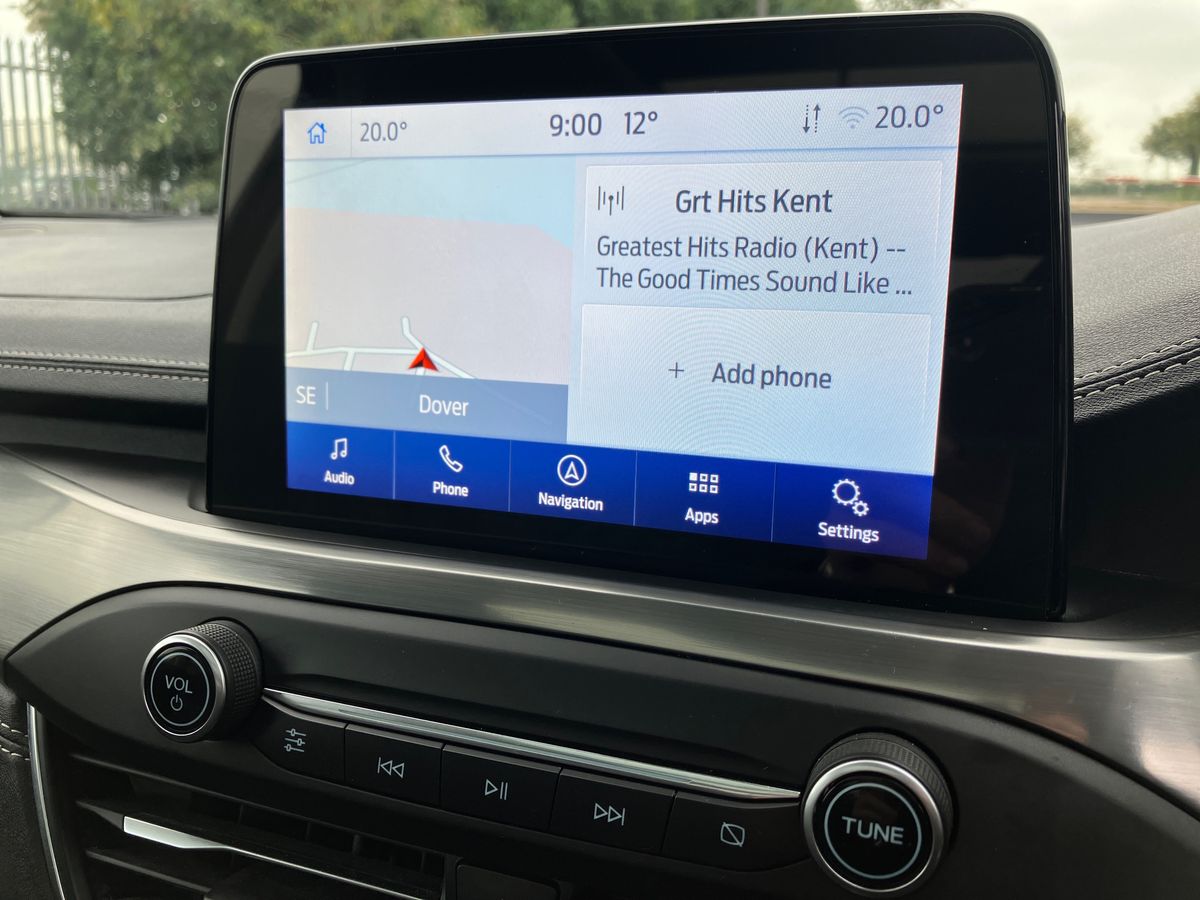 20.0°
9:00 12°
20.0°
Grt Hits Kent
Greatest Hits Radio (Kent) --
The Good Times Sound Like ...
+ Add phone
SE
Dover
Audio
Phone
Navigation
Apps
Settings
VOL
TUNE